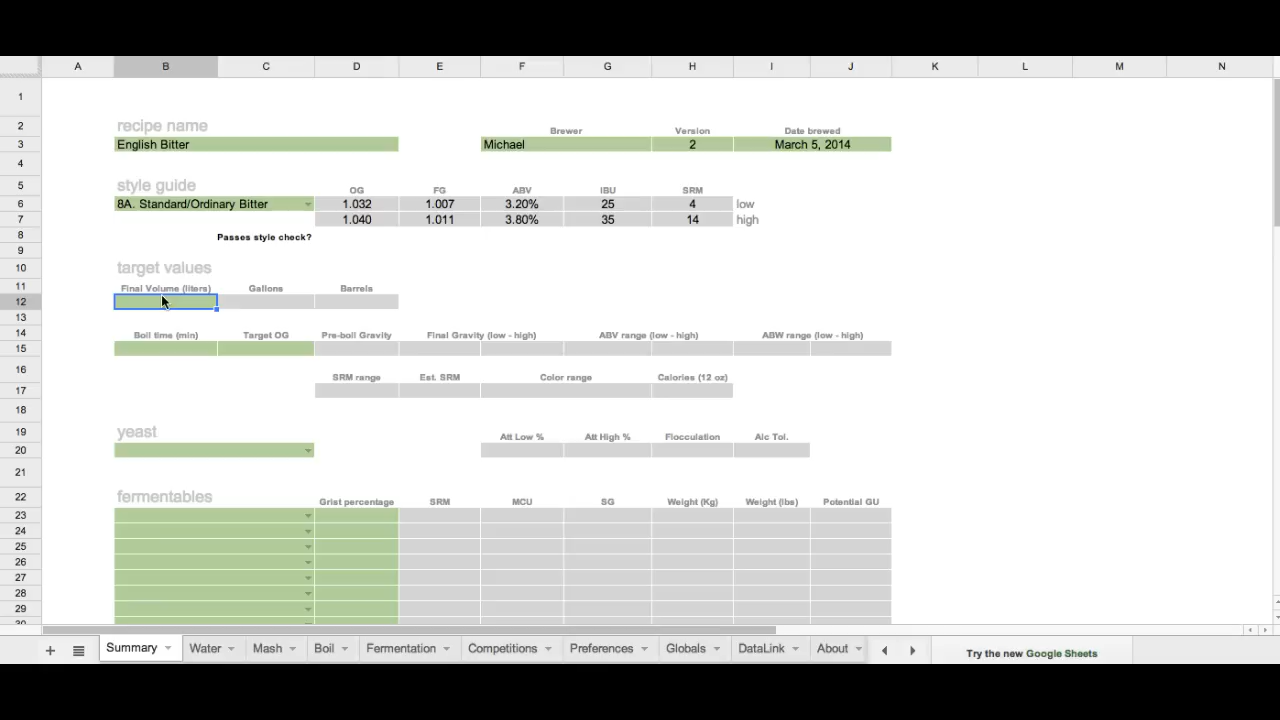 A B C D E F G H I J K L M N
1
2 recipe name Brewer Version Date brewed
3 English Bitter Michael 2 March 5, 2014
4
5 style guide OG FG ABV IBU SRM
6 8A. Standard/Ordinary Bitter 1.032 1.007 3.20% 25 4 low
7 1.040 1.011 3.80% 35 14 high
8 Passes style check?
9
10 target values
11 Final Volume (liters) Gallons Barrels
12
13
14 Boil time (min) Target OG Pre-boil Gravity Final Gravity (low - high) ABV range (low - high) ABW range (low - high)
15
16 SRM range Est. SRM Color range Calories (12 oz)
17
18
19 yeast Att Low % Att High % Flocculation Alc Tol.
20
21
22 fermentables Grist percentage SRM MCU SG Weight (Kg) Weight (lbs) Potential GU
23
24
25
26
27
28
29
30
+ Summary Water Mash Boil Fermentation Competitions Preferences Globals DataLink About Try the new Google Sheets